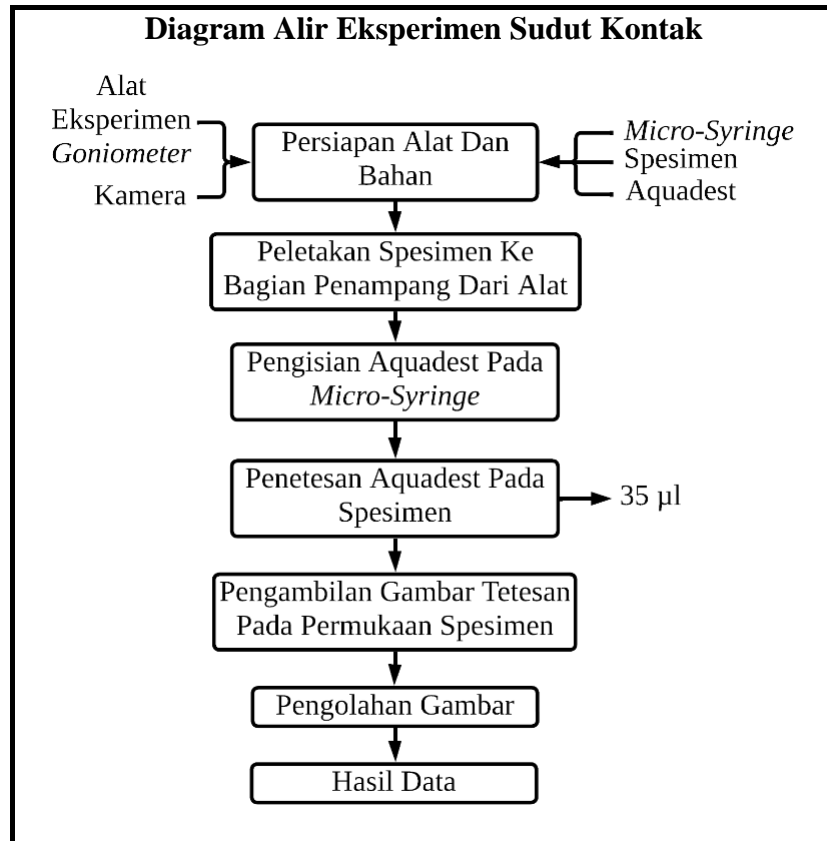 Diagram Alir Eksperimen Sudut Kontak
Alat
Eksperimen
Goniometer
Kamera
Persiapan Alat Dan
Bahan
Micro-Syringe
Spesimen
Aquadest
Peletakan Spesimen Ke
Bagian Penampang Dari Alat
Pengisian Aquadest Pada
Micro-Syringe
Penetesan Aquadest Pada
Spesimen
35 µl
Pengambilan Gambar Tetesan
Pada Permukaan Spesimen
Pengolahan Gambar
Hasil Data